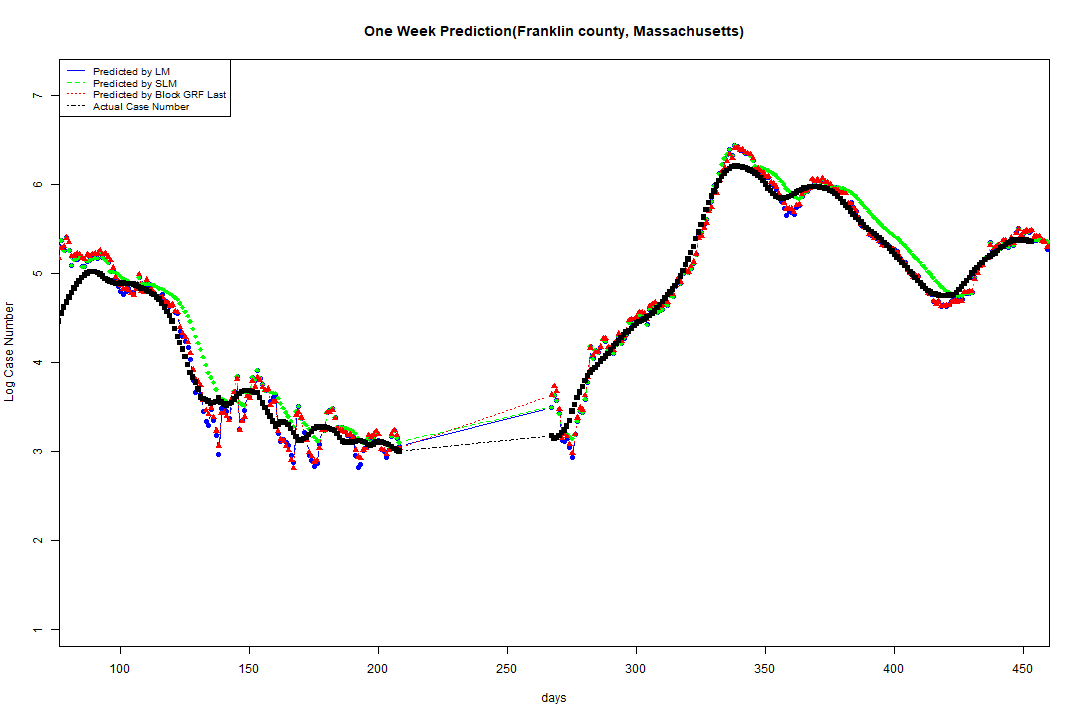 One Week Prediction(Franklin county, Massachusetts)
Predicted by LM
Predicted by SLM
Predicted by Block GRF Last
Actual Case Number
7
6
5
4
3
2
1
Log Case Number
100 150 200 250 300 350 400 450
days